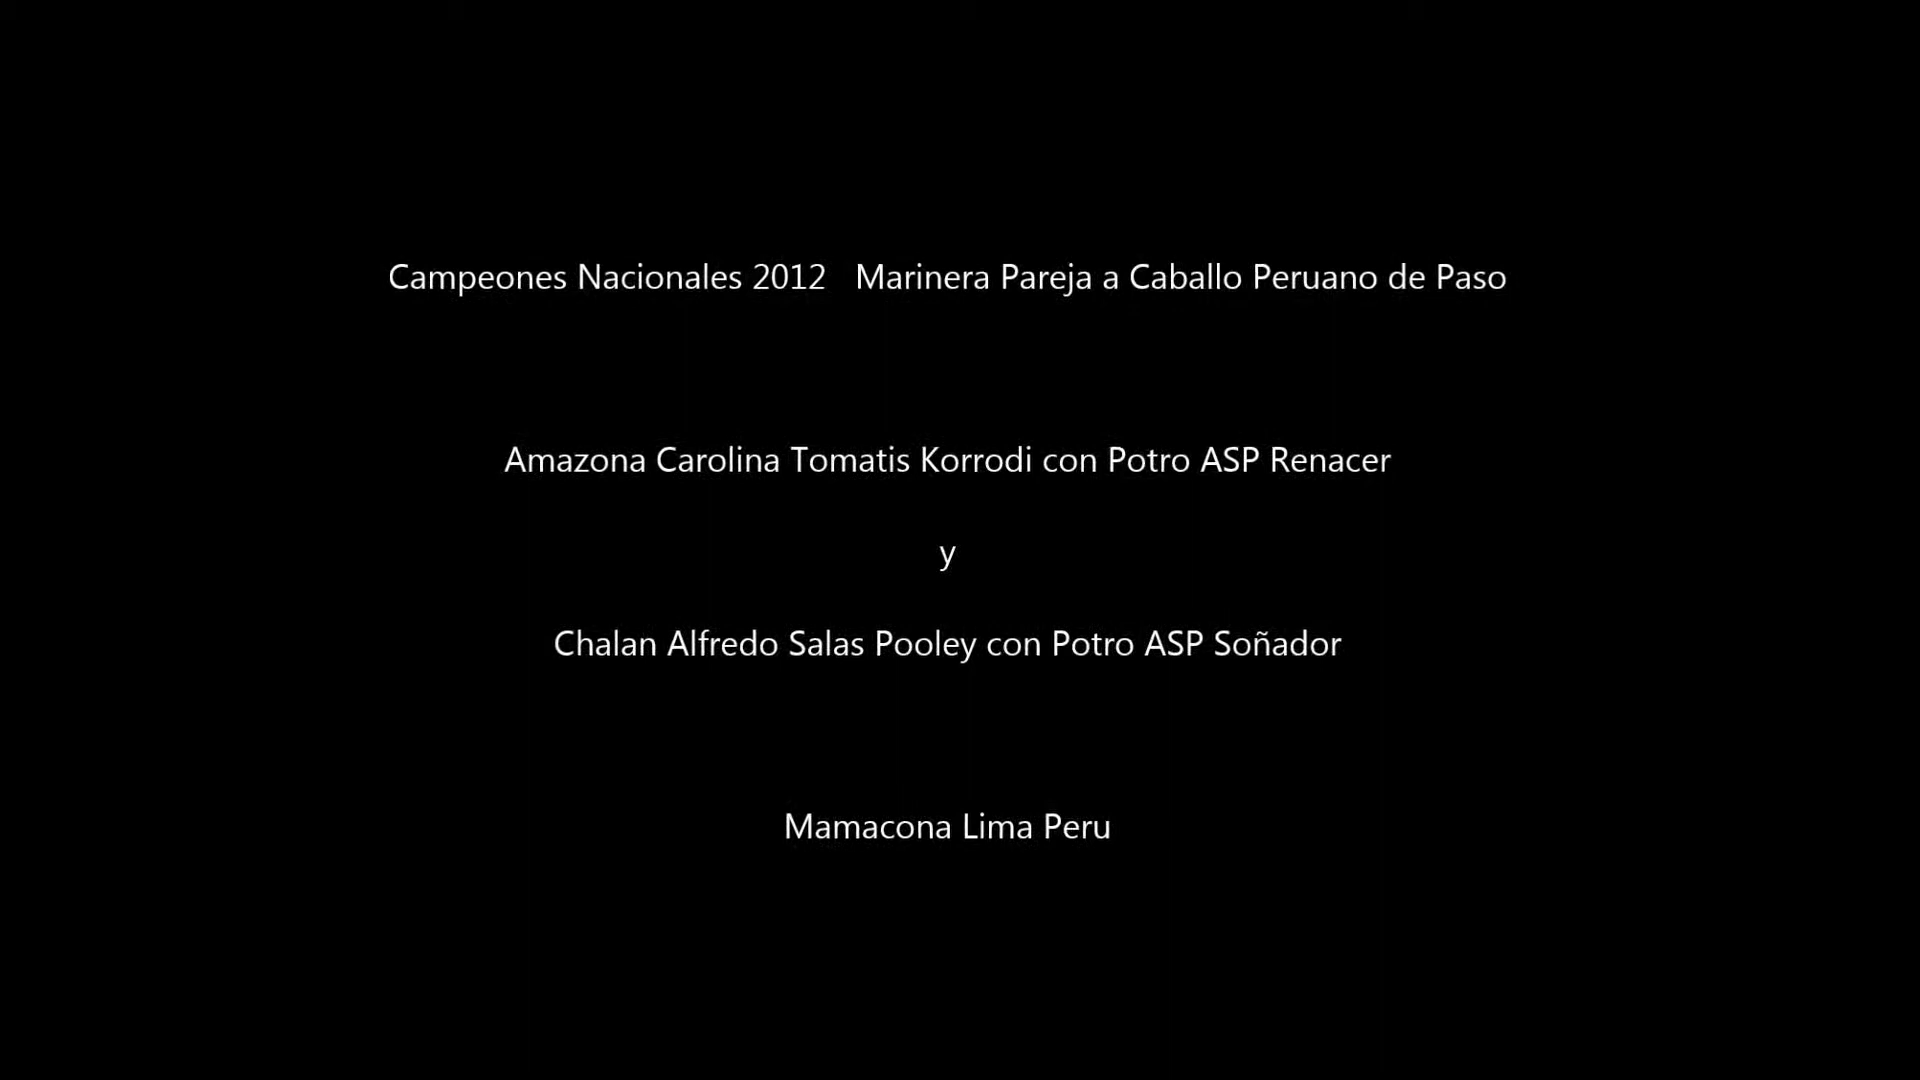 Campeones Nacionales 2012   Marinera Pareja a Caballo Peruano de Paso
Amazona Carolina Tomatis Korrodi con Potro ASP Renacer
y
Chalan Alfredo Salas Pooley con Potro ASP Soñador
Mamacona Lima Peru